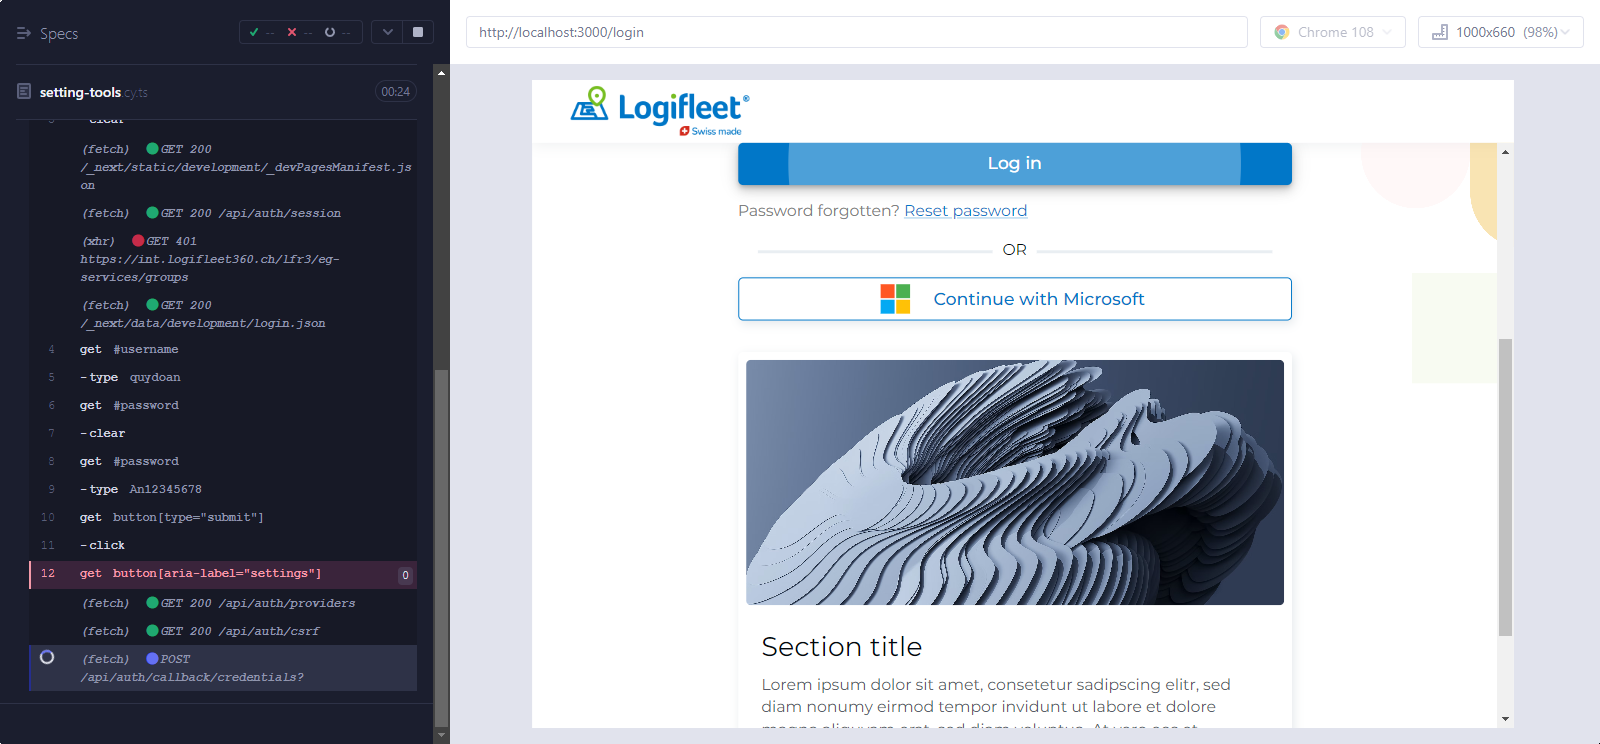 Specs
-- -- --
setting-tools.cy.ts
00:24
(fetch) GET 200
/_next/static/development/_devPagesManifest.js
on
(fetch) GET 200 /api/auth/session
(xhr) GET 401
https://int.logifleet360.ch/lfr3/eg-
services/groups
(fetch) GET 200
/_next/data/development/login.json
4 get #username
5 -type quydoan
6 get #password
7 -clear
8 get #password
9 -type An12345678
10 get button[type="submit"]
11 -click
12 get button[aria-label="settings"] 0
(fetch) GET 200 /api/auth/providers
(fetch) GET 200 /api/auth/csrf
(fetch) POST
/api/auth/callback/credentials?
http://localhost:3000/login
Chrome 108
1000x660 (98%)
Logifleet®
Swiss made
Log in
Password forgotten? Reset password
OR
Continue with Microsoft
Section title
Lorem ipsum dolor sit amet, consetetur sadipscing elitr, sed
diam nonumy eirmod tempor invidunt ut labore et dolore